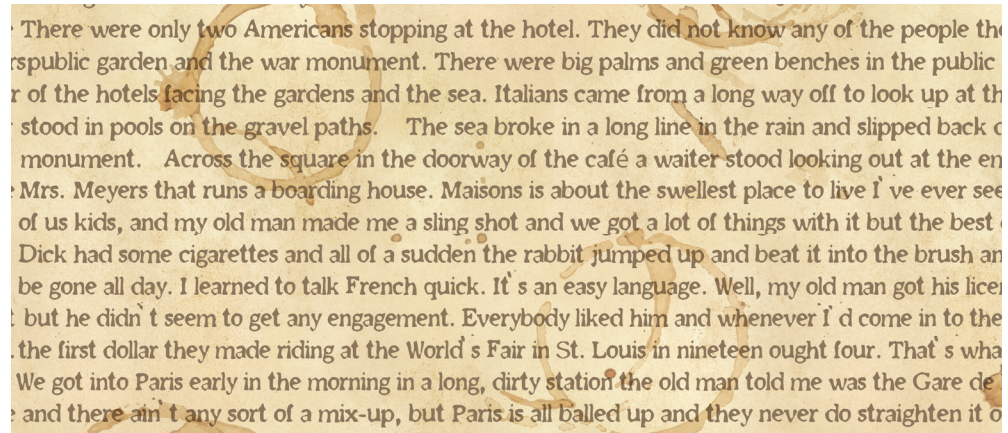 There were only two Americans stopping at the hotel. They did not know any of the people
public garden and the war monument. There were big palms and green benches in the public
of the hotels facing the gardens and the sea. Italians came from a long way off to look up at
stood in pools on the gravel paths. The sea broke in a long line in the rain and slipped back
monument. Across the square in the doorway of the café a waiter stood looking out at the
Mrs. Meyers that runs a boarding house. Maisons is about the swellest place to live I`ve ever
of us kids, and my old man made me a sling shot and we got a lot of things with it but the best
Dick had some cigarettes and all of a sudden the rabbit jumped up and beat it into the brush
be gone all day. I learned to talk French quick. It`s an easy language. Well, my old man got his
but he didn`t seem to get any engagement. Everybody liked him and whenever I`d come in to the
the first dollar they made riding at the World`s Fair in St. Louis in nineteen ought four. That`s
We got into Paris early in the morning in a long, dirty station the old man told me was the Gare de
and there ain`t any sort of a mix-up, but Paris is all balled up and they never do straighten it